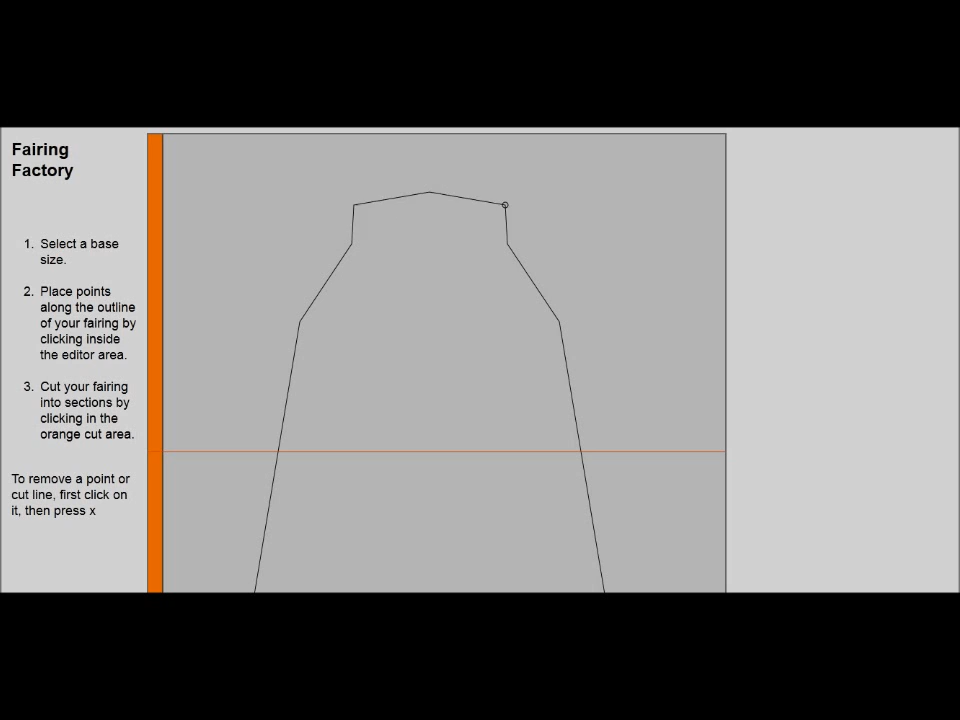 Fairing
Factory
1. Select a base
size.
2. Place points
along the outline
of your fairing by
clicking inside
the editor area.
3. Cut your fairing
into sections by
clicking in the
orange cut area.
To remove a point or
cut line, first click on
it, then press x